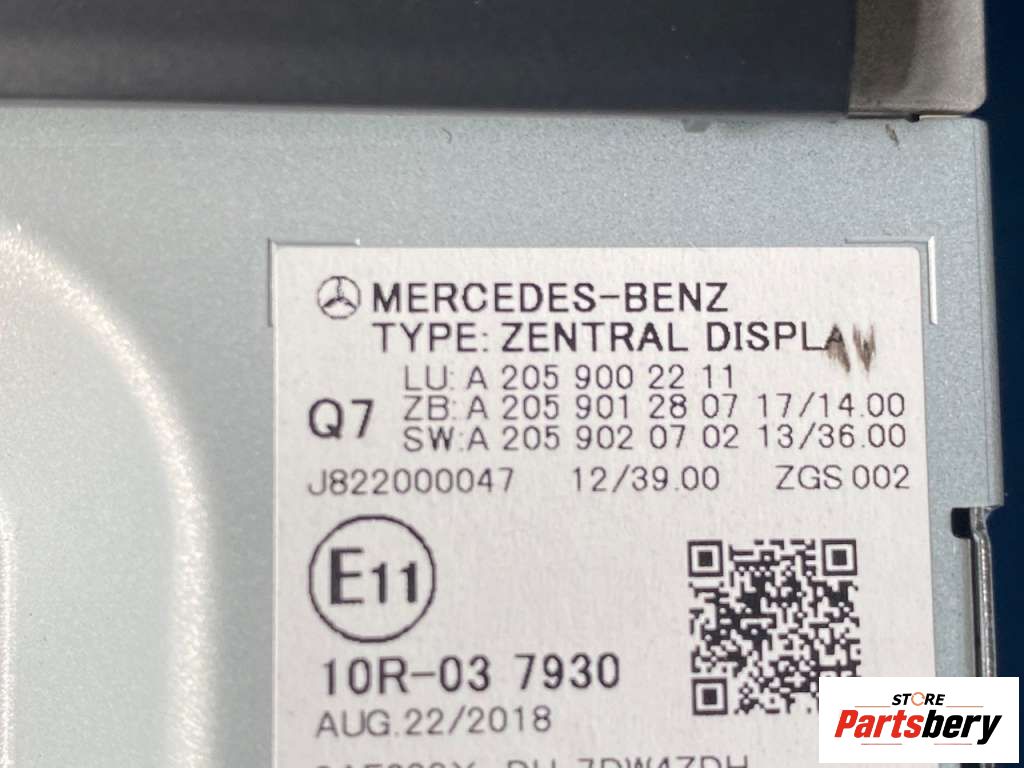 MERCEDES-BENZ
TYPE: ZENTRAL DISPLAY
LU: A 205 900 22 11
Q7 ZB: A 205 901 28 07 17/14.00
SW:A 205 902 07 02 13/36.00
J822000047 12/39.00 ZGS 002
E11
10R-03 7930
AUG.22/2018
STORE
Partsbery